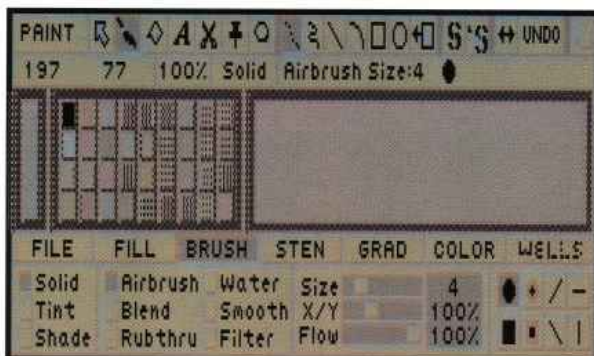 PAINT A S'S UNDO
197 77 100% Solid Airbrush Size:4
FILE FILL BRUSH STEN GRAD COLOR WELLS
Solid Airbrush Water Size 4
Tint Blend Smooth X/Y 100%
Shade Rubthru Filter Flow 100%